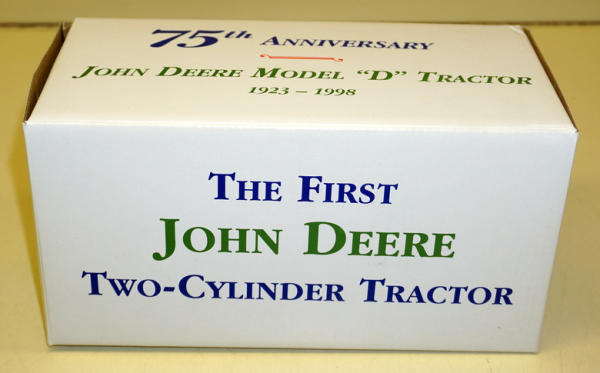 75th ANNIVERSARY
JOHN DEERE MODEL "D" TRACTOR
1923 – 1998
THE FIRST
JOHN DEERE
TWO-CYLINDER TRACTOR